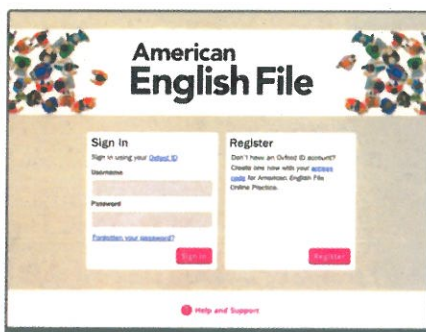 American
English File
Sign In
Sign in using your Oxford ID
Username
Password
Forgotten your password?
Sign in
Register
Don't have an Oxford ID account?
Create one now with your access
code for American English File
Online Practice.
Register
Help and Support